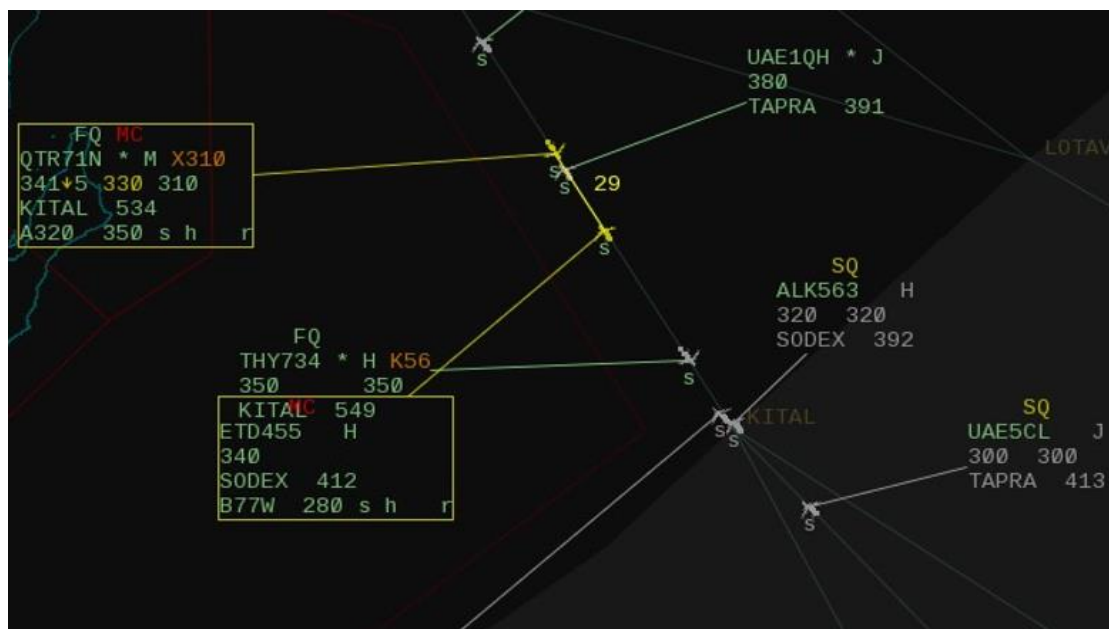 UAE1QH * J
380
TAPRA 391
LOTAV
FQ MC
QTR71N * M X310
341↓5 330 310
KITAL 534
A320 350 s h r
29
S
S
S
S
SQ
ALK563 H
320 320
SODEX 392
FQ
THY734 * H K56
350 350
KITAL 549
MC
ETD455 H
340
SODEX 412
B77W 280 s h r
S
KITAL
S
S
SQ
UAE5CL J
300 300
TAPRA 413
S